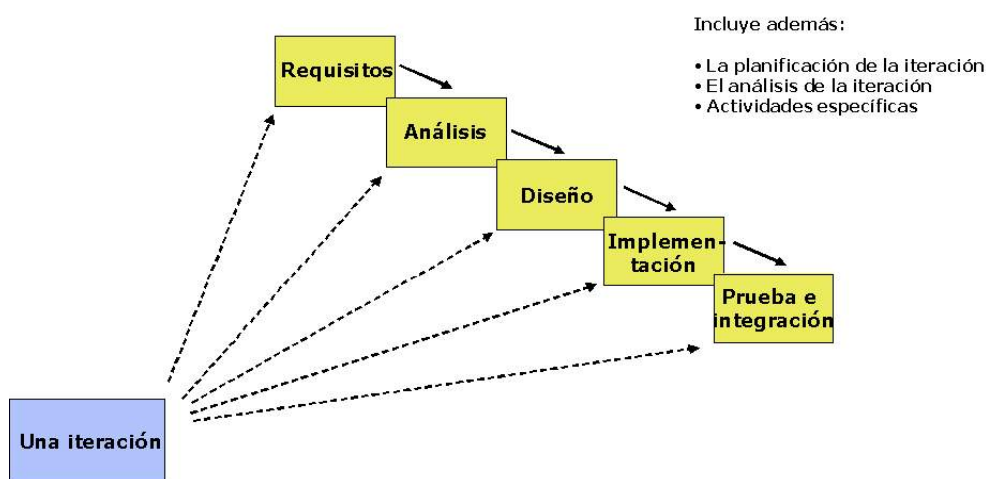 Incluye además:
• La planificación de la iteración
• El análisis de la iteración
• Actividades específicas
Requisitos
Análisis
Diseño
Implemen-
tación
Prueba e
integración
Una iteración